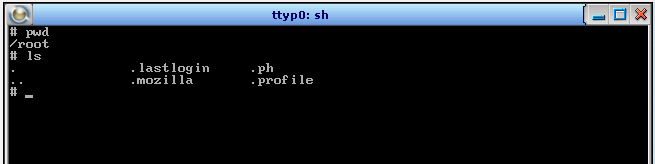 ttyp0: sh
# pwd
/root
# ls
. .lastlogin .ph
.. .mozilla .profile
# _